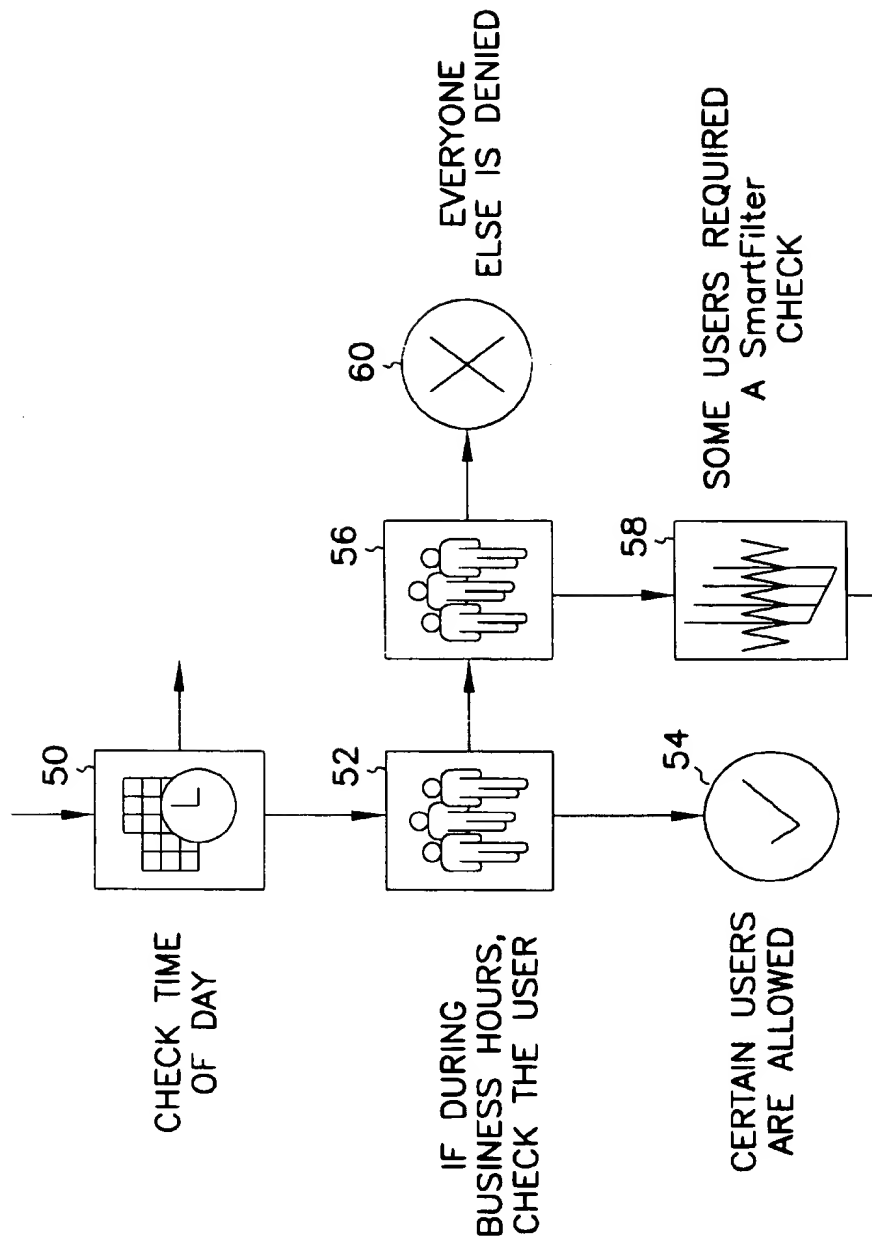 50
CHECK TIME
OF DAY
52
IF DURING
BUSINESS HOURS,
CHECK THE USER
54
CERTAIN USERS
ARE ALLOWED
56
60
EVERYONE
ELSE IS DENIED
58
SOME USERS REQUIRED
A SmartFilter
CHECK